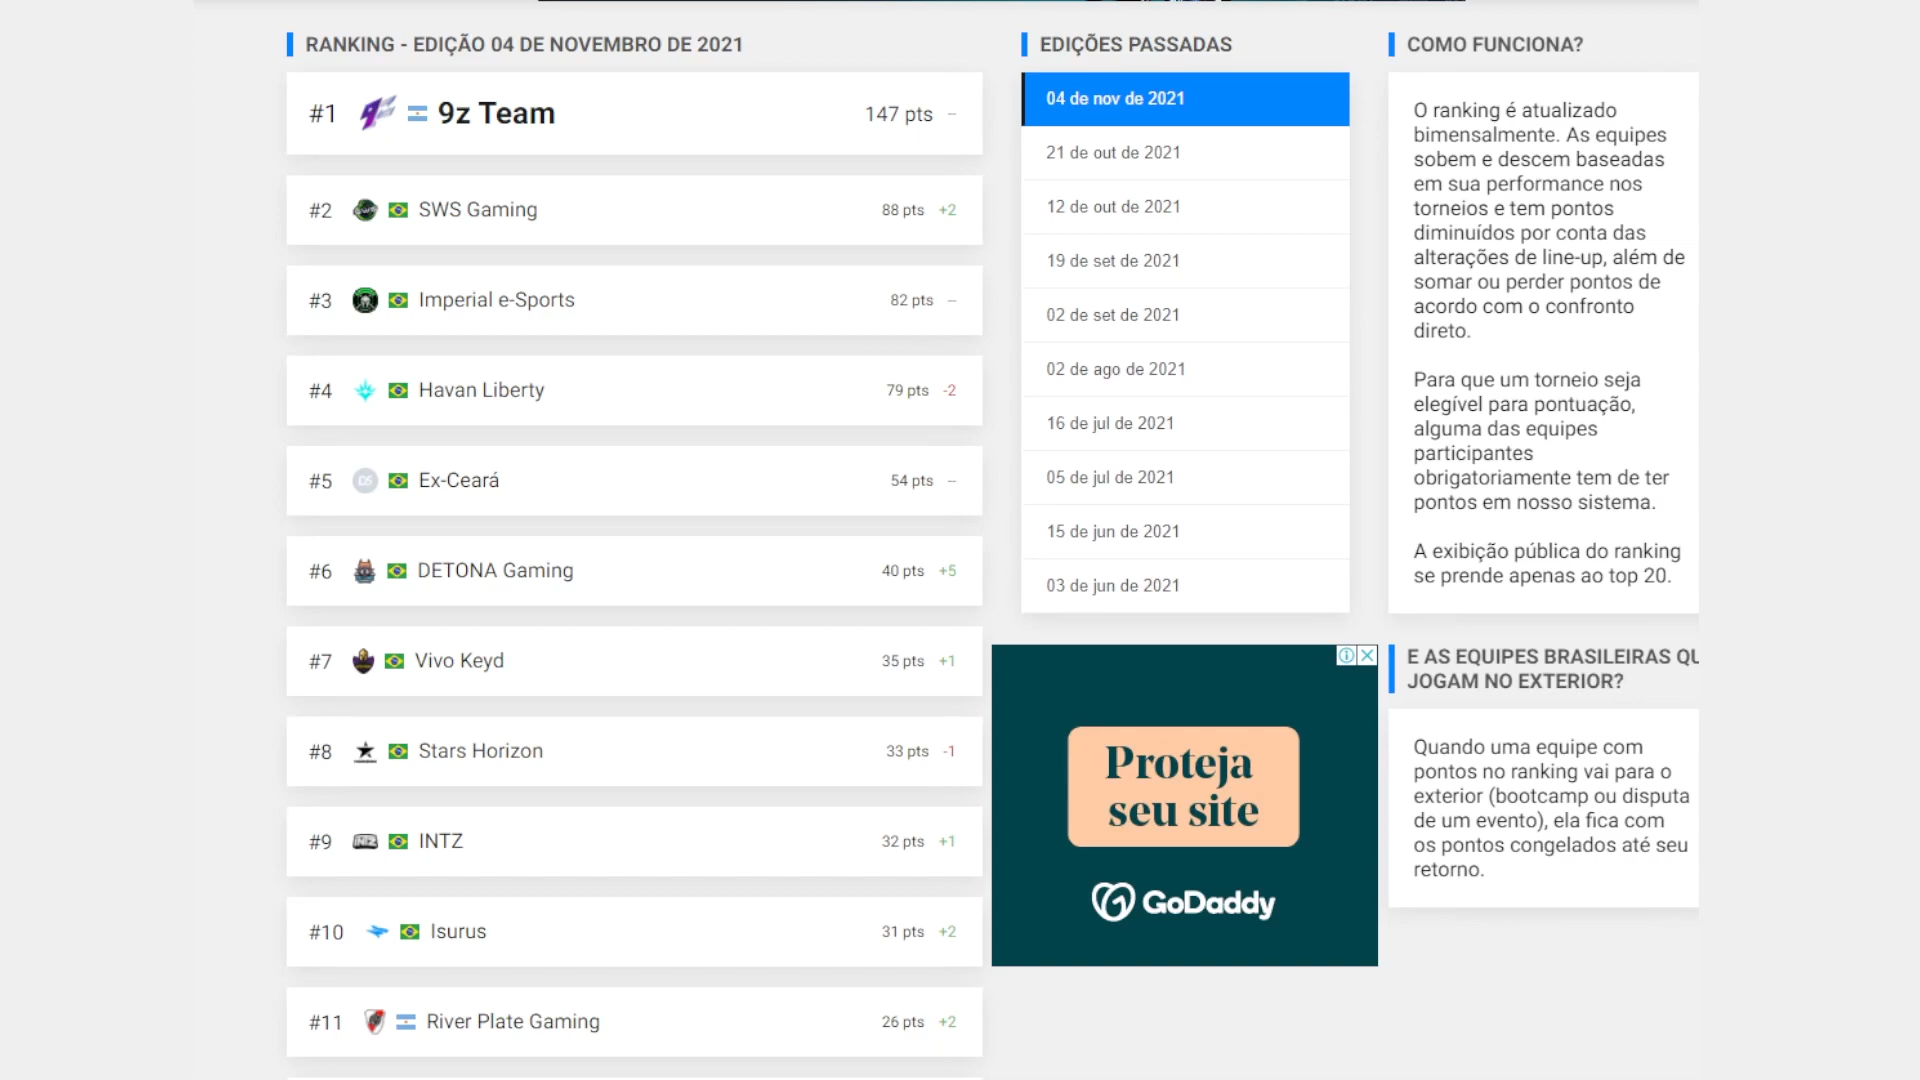 RANKING - EDIÇÃO 04 DE NOVEMBRO DE 2021
#1 9z Team 147 pts –
#2 SWS Gaming 88 pts +2
#3 Imperial e-Sports 82 pts –
#4 Havan Liberty 79 pts -2
#5 DS Ex-Ceará 54 pts –
#6 DETONA Gaming 40 pts +5
#7 Vivo Keyd 35 pts +1
#8 Stars Horizon 33 pts -1
#9 INTZ 32 pts +1
#10 Isurus 31 pts +2
#11 River Plate Gaming 26 pts +2
EDIÇÕES PASSADAS
04 de nov de 2021
21 de out de 2021
12 de out de 2021
19 de set de 2021
02 de set de 2021
02 de ago de 2021
16 de jul de 2021
05 de jul de 2021
15 de jun de 2021
03 de jun de 2021
Proteja
seu site
GoDaddy
COMO FUNCIONA?
O ranking é atualizado
bimensalmente. As equipes
sobem e descem baseadas
em sua performance nos
torneios e tem pontos
diminuídos por conta das
alterações de line-up, além de
somar ou perder pontos de
acordo com o confronto
direto.
Para que um torneio seja
elegível para pontuação,
alguma das equipes
participantes
obrigatoriamente tem de ter
pontos em nosso sistema.
A exibição pública do ranking
se prende apenas ao top 20.
E AS EQUIPES BRASILEIRAS QU
JOGAM NO EXTERIOR?
Quando uma equipe com
pontos no ranking vai para o
exterior (bootcamp ou disputa
de um evento), ela fica com
os pontos congelados até seu
retorno.